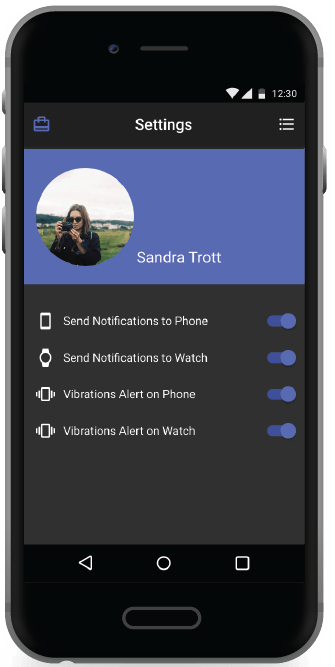 12:30
Settings
Sandra Trott
Send Notifications to Phone
Send Notifications to Watch
Vibrations Alert on Phone
Vibrations Alert on Watch